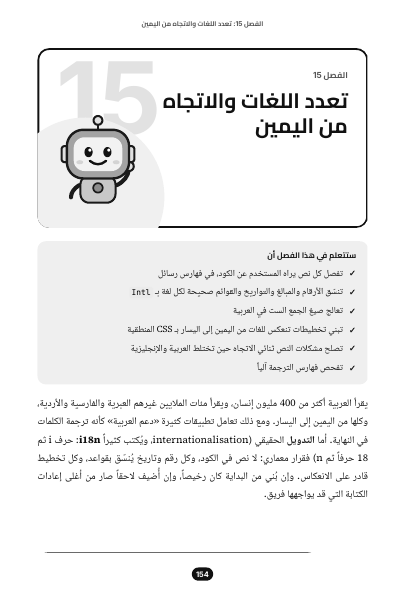 الفصل 15: تعدد اللغات والاتجاه من اليمين
15
الفصل 15
تعدد اللغات والاتجاه
من اليمين
ستتعلم في هذا الفصل أن
✓ تفصل كل نص يراه المستخدم عن الكود، في فهارس رسائل
✓ تنسّق الأرقام والمبالغ والتواريخ والقوائم صحيحة لكل لغة بـ Intl
✓ تعالج صيغ الجمع الست في العربية
✓ تبني تخطيطات تنعكس للغات من اليمين إلى اليسار بـ CSS المنطقية
✓ تصلح مشكلات النص ثنائي الاتجاه حين تختلط العربية والإنجليزية
✓ تفحص فهارس الترجمة آلياً
يقرأ العربية أكثر من 400 مليون إنسان، ويقرأ مئات الملايين غيرهم العبرية والفارسية والأردية،
وكلها من اليمين إلى اليسار. ومع ذلك تعامل تطبيقات كثيرة «دعم العربية» كأنه ترجمة الكلمات
في النهاية. أما التدويل الحقيقي (internationalisation، ويُكتب كثيراً i18n: حرف i ثم
18 حرفاً ثم n) فقرار معماري: لا نص في الكود، وكل رقم وتاريخ يُنسّق بقواعد، وكل تخطيط
قادر على الانعكاس. وإن بُني من البداية كان رخيصاً، وإن أُضيف لاحقاً صار من أغلى إعادات
الكتابة التي قد يواجهها فريق.
154